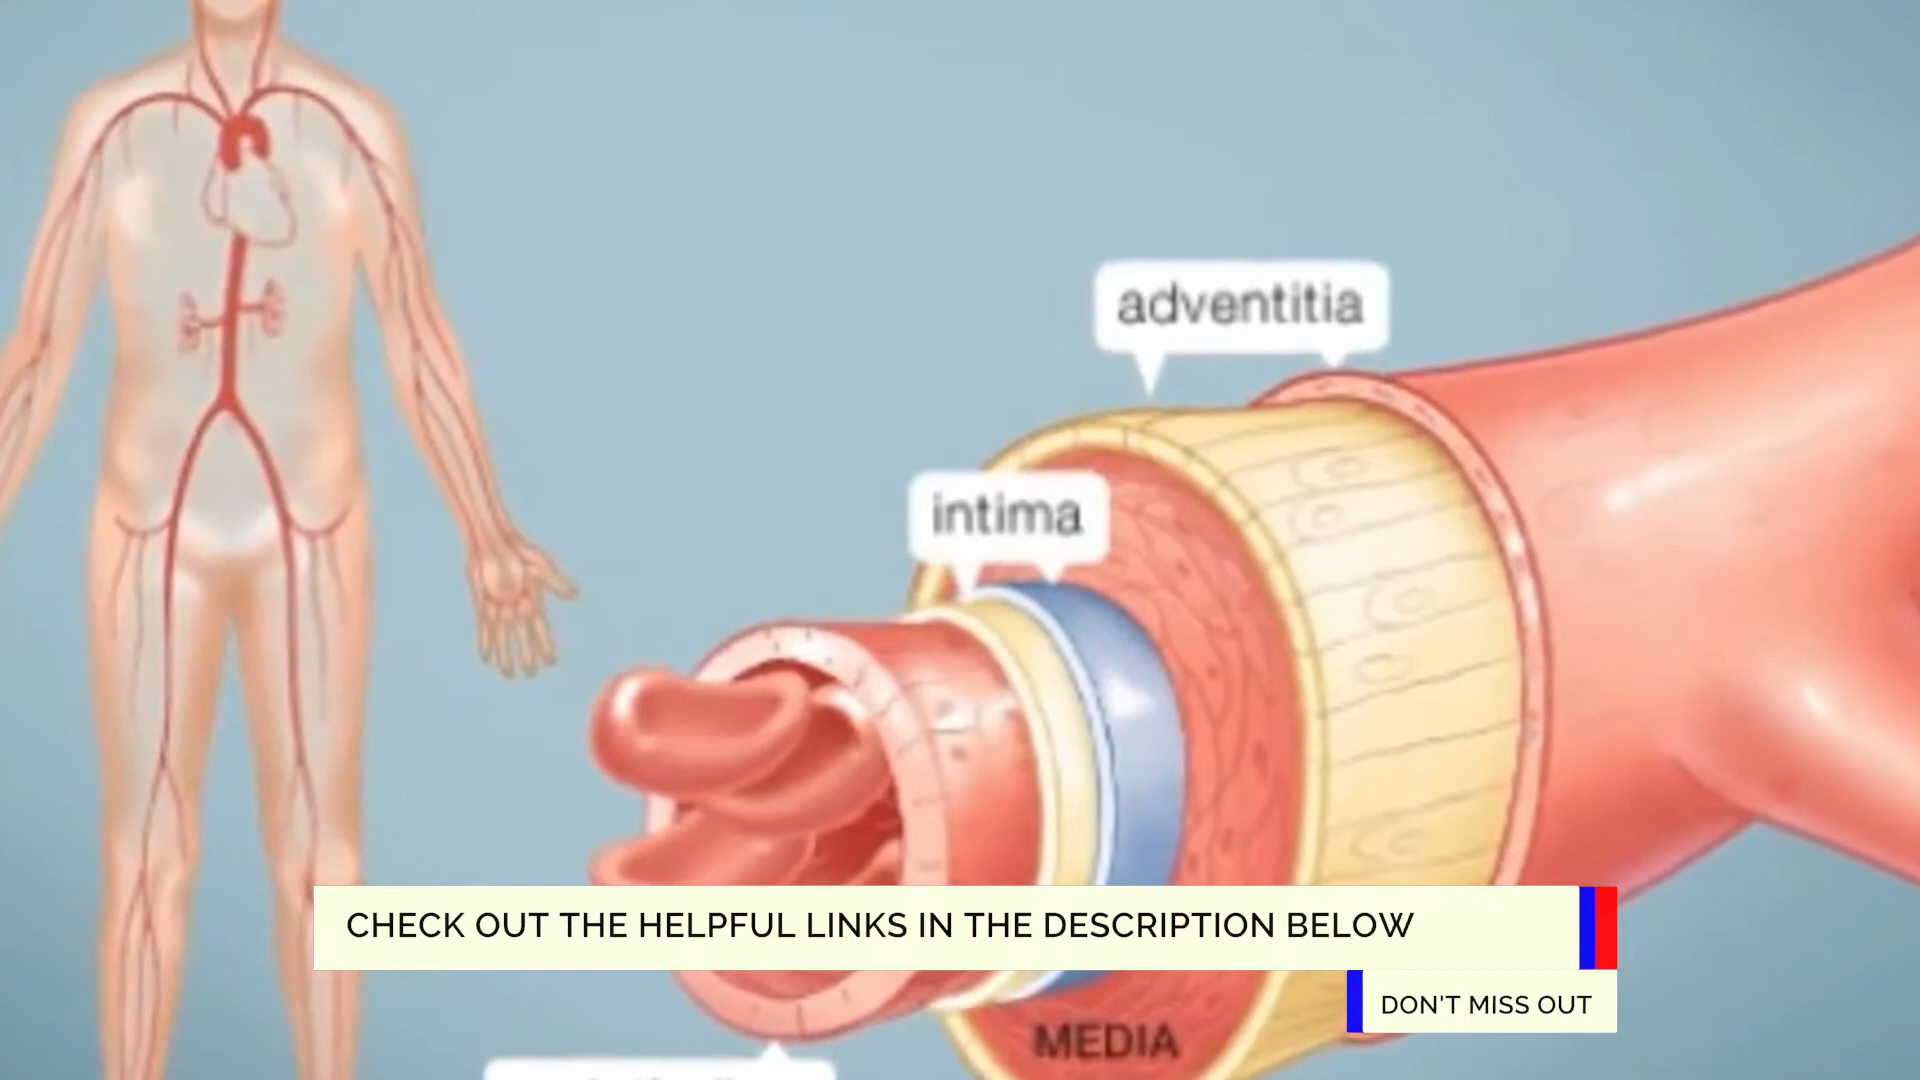 adventitia
intima
CHECK OUT THE HELPFUL LINKS IN THE DESCRIPTION BELOW
DON'T MISS OUT
MEDIA